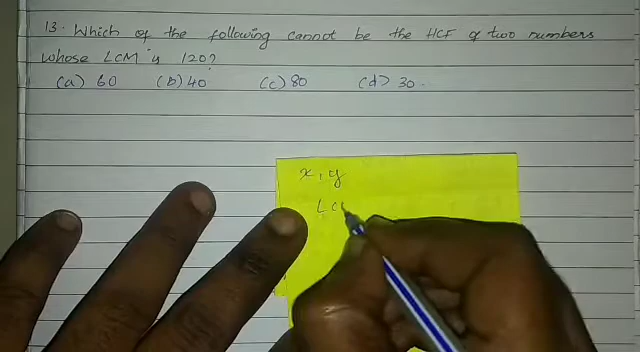 13. Which of the following cannot be the HCF of two numbers
whose LCM is 120?
(a) 60 (b) 40 (c) 80 (d) 30.
x, y
LC